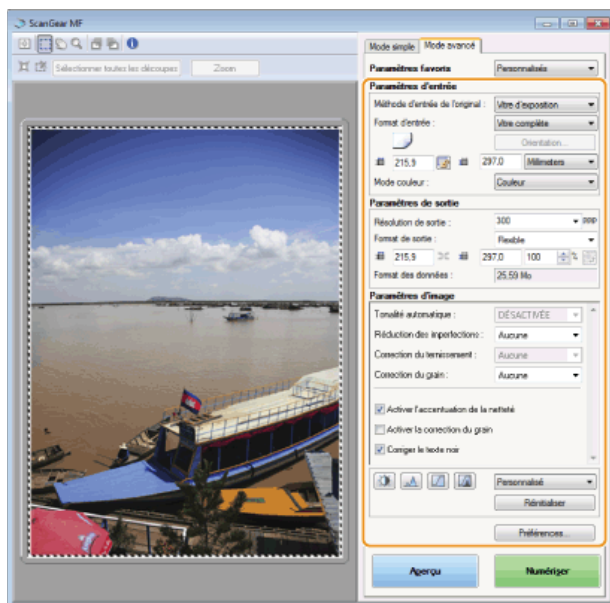 ScanGear MF
Sélectionner toutes les découpes Zoom
Mode simple Mode avancé
Paramètres favoris Personnalisés
Paramètres d'entrée
Méthode d'entrée de l'original : Vitre d'exposition
Format d'entrée : Vitre complète
Orientation...
215,9 297,0 Millimeters
Mode couleur : Couleur
Paramètres de sortie
Résolution de sortie : 300 PPP
Format de sortie : Flexible
215,9 297,0 100 %
Format des données : 25,59 Mo
Paramètres d'image
Tonalité automatique : DÉSACTIVÉE
Réduction des imperfections : Aucune
Correction du ternissement : Aucune
Correction du grain : Aucune
Activer l'accentuation de la netteté
Activer la correction du grain
Corriger le texte noir
Personnalisé
Réinitialiser
Préférences...
Aperçu Numériser